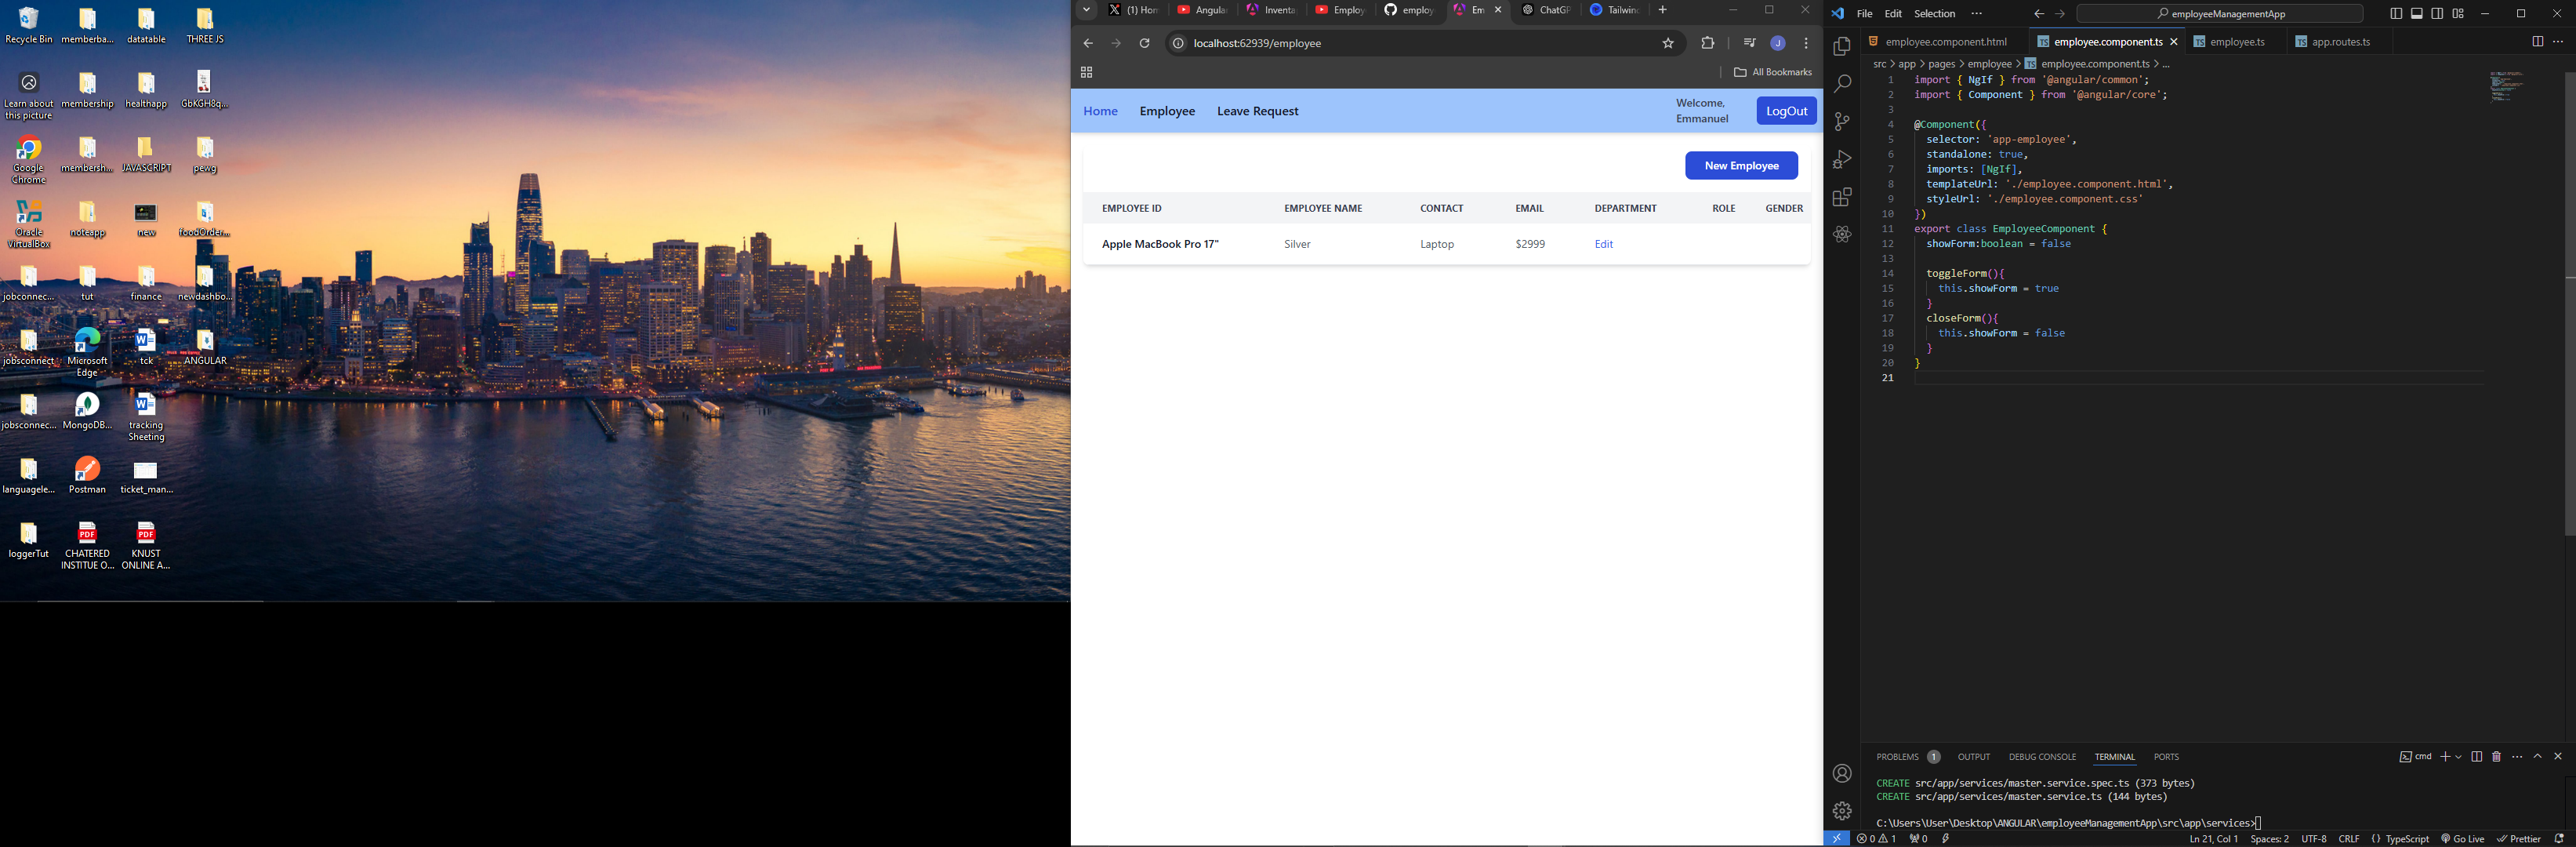 Recycle Bin
memberba...
datatable
THREE JS
Learn about
this picture
membership
healthapp
GbKGH8q...
Google
Chrome
membersh...
JAVASCRIPT
pewg
Oracle
VirtualBox
noteapp
new
foodOrder...
jobconnec...
tut
finance
newdashbo...
jobsconnect
Microsoft
Edge
tck
ANGULAR
jobsconnec...
MongoDB...
tracking
Sheeting
languagele...
Postman
ticket_man...
loggerTut
CHATERED
INSTITUE O...
KNUST
ONLINE A...
(1) Hom
Angula
Inventa
Employ
employ
Em
ChatGP
Tailwin
localhost:62939/employee
J
All Bookmarks
Home
Employee
Leave Request
Welcome,
Emmanuel
LogOut
New Employee
EMPLOYEE ID EMPLOYEE NAME CONTACT EMAIL DEPARTMENT ROLE GENDER
Apple MacBook Pro 17" Silver Laptop $2999 Edit
File Edit Selection ...
employeeManagementApp
employee.component.html
employee.component.ts
employee.ts
app.routes.ts
src > app > pages > employee > employee.component.ts > ...
1 import { NgIf } from '@angular/common';
2 import { Component } from '@angular/core';
3
4 @Component({
5 selector: 'app-employee',
6 standalone: true,
7 imports: [NgIf],
8 templateUrl: './employee.component.html',
9 styleUrl: './employee.component.css'
10 })
11 export class EmployeeComponent {
12 showForm:boolean = false
13
14 toggleForm(){
15 this.showForm = true
16 }
17 closeForm(){
18 this.showForm = false
19 }
20 }
21
PROBLEMS 1 OUTPUT DEBUG CONSOLE TERMINAL PORTS
cmd
CREATE src/app/services/master.service.spec.ts (373 bytes)
CREATE src/app/services/master.service.ts (144 bytes)
C:\Users\User\Desktop\ANGULAR\employeeManagementApp\src\app\services>
0 1 0 Ln 21, Col 1 Spaces: 2 UTF-8 CRLF {} TypeScript Go Live Prettier